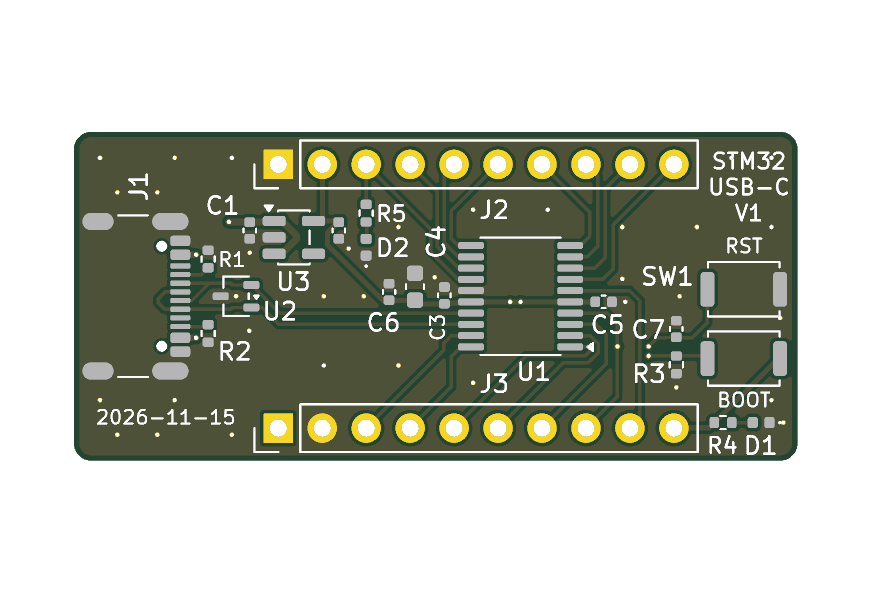 STM32
USB-C
V1
J1
C1
R5
J2
D2
C4
RST
R1
U3
SW1
U2
C6
C3
C5
C7
R2
U1
R3
J3
BOOT
2026-11-15
R4 D1